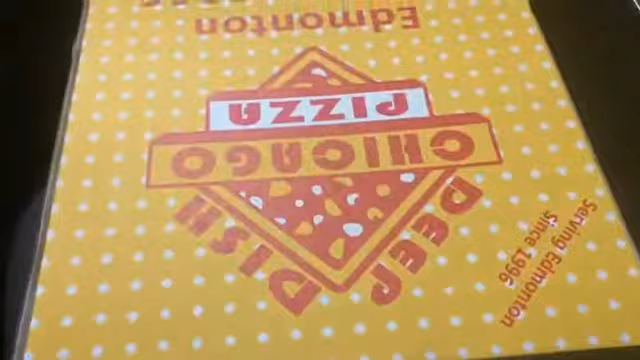 CHICAGO
DEEP DISH
PIZZA
Edmonton
Serving Edmonton
since 1996